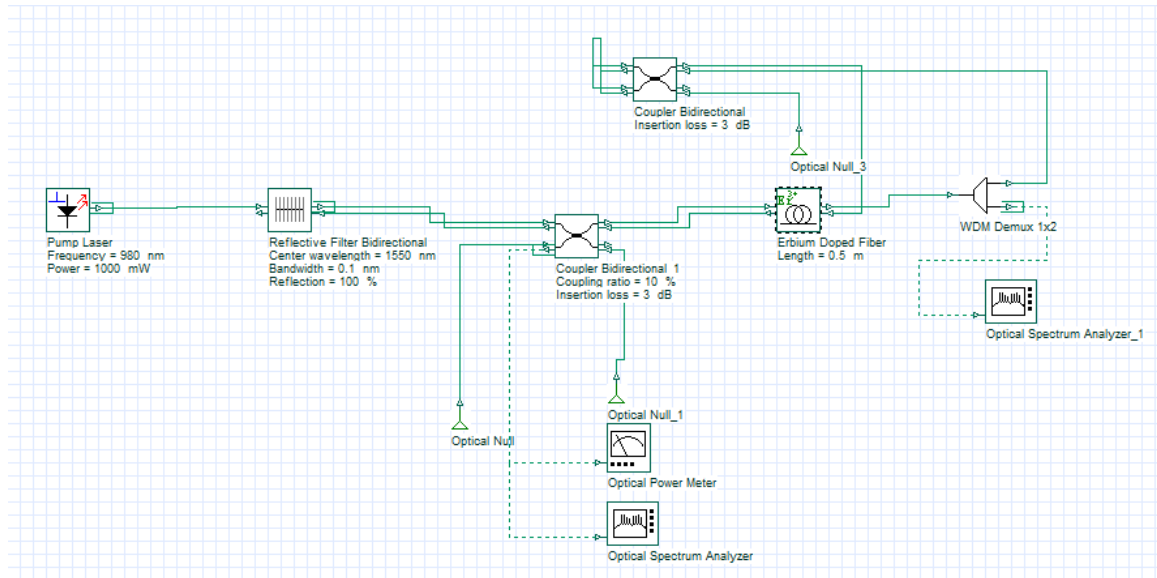 Coupler Bidirectional
Insertion loss = 3 dB
Optical Null_3
Pump Laser
Frequency = 980 nm
Power = 1000 mW
Reflective Filter Bidirectional
Center wavelength = 1550 nm
Bandwidth = 0.1 nm
Reflection = 100 %
Coupler Bidirectional_1
Coupling ratio = 10 %
Insertion loss = 3 dB
Erbium Doped Fiber
Length = 0.5 m
WDM Demux 1x2
Optical Spectrum Analyzer_1
Optical Null
Optical Null_1
Optical Power Meter
Optical Spectrum Analyzer